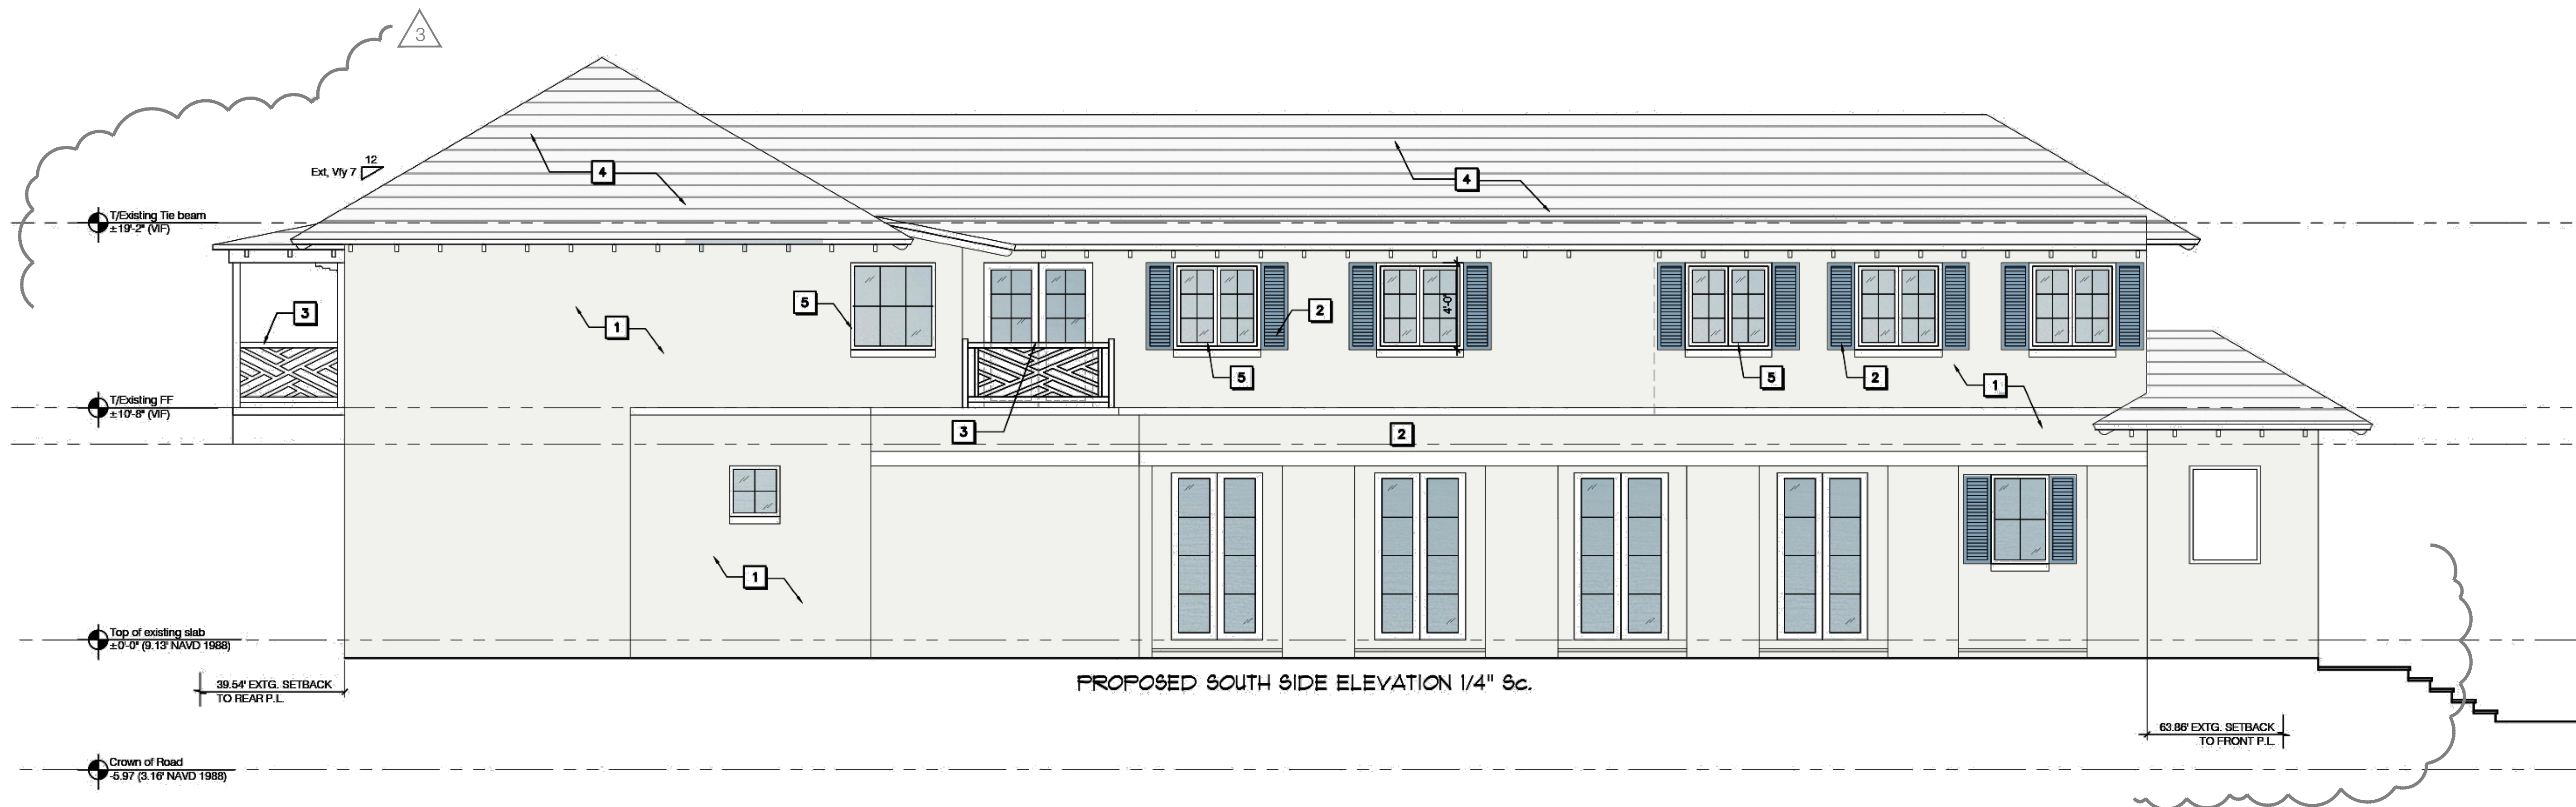 3
12
Ext, Vfy 7
4
4
T/Existing Tie beam
±19'-2" (VIF)
5
2
4'-0"
3
1
5
5
2
1
T/Existing FF
±10'-8" (VIF)
3
2
1
Top of existing slab
±0'-0" (9.13' NAVD 1988)
39.54' EXTG. SETBACK
TO REAR P.L.
PROPOSED SOUTH SIDE ELEVATION 1/4" Sc.
63.86' EXTG. SETBACK
TO FRONT P.L.
Crown of Road
-5.97 (3.16' NAVD 1988)